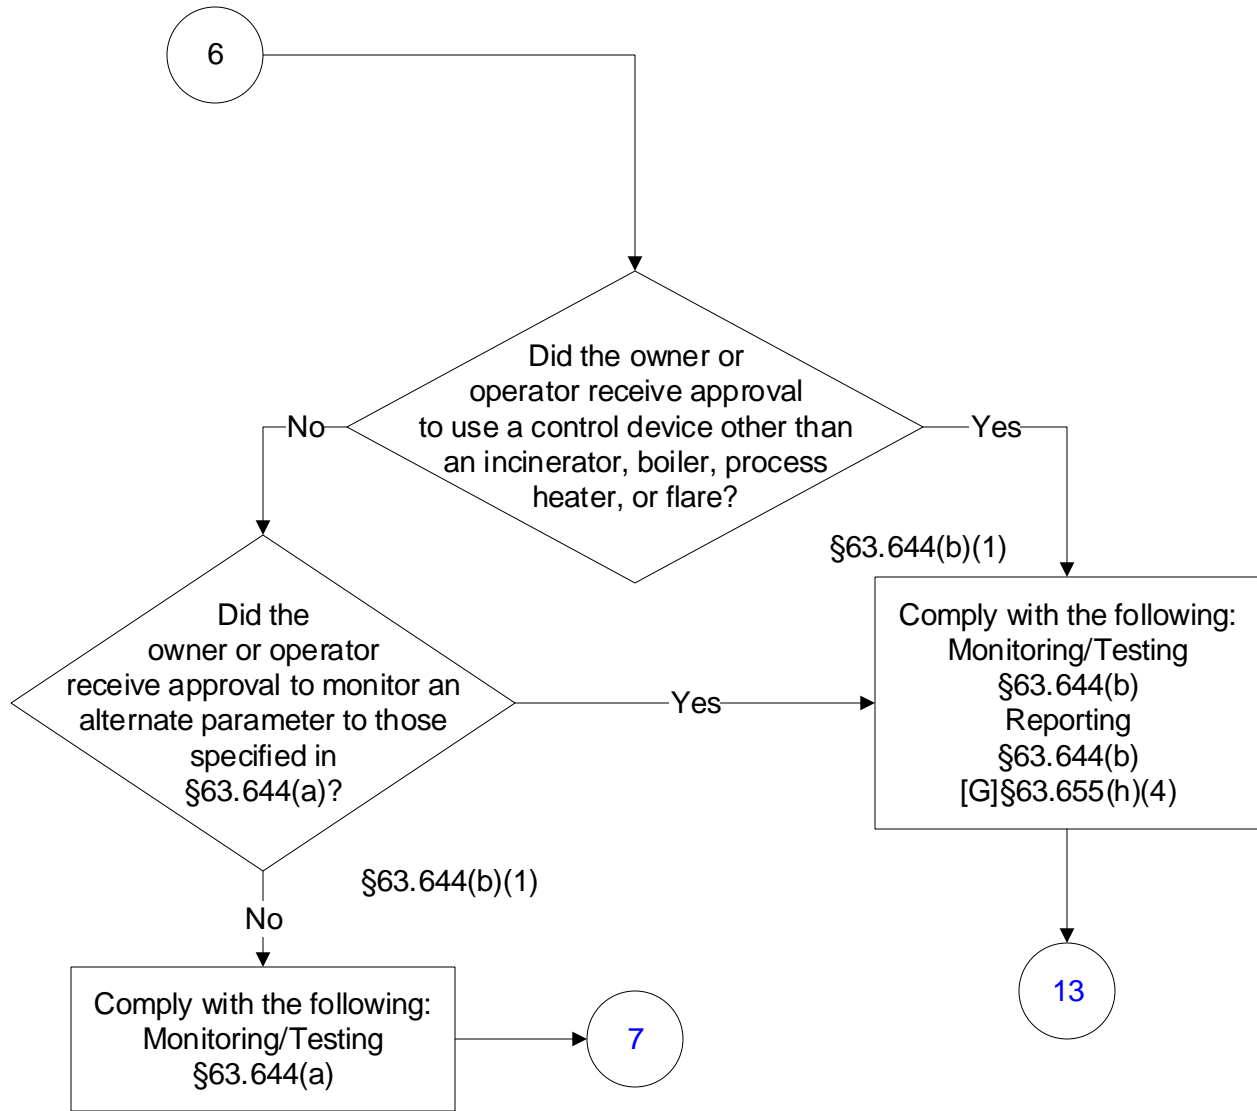 6
Did the owner or
operator receive approval
to use a control device other than
an incinerator, boiler, process
heater, or flare?
No
Yes
§63.644(b)(1)
Did the
owner or operator
receive approval to monitor an
alternate parameter to those
specified in
§63.644(a)?
Yes
Comply with the following:
Monitoring/Testing
§63.644(b)
Reporting
§63.644(b)
[G]§63.655(h)(4)
§63.644(b)(1)
No
Comply with the following:
Monitoring/Testing
§63.644(a)
7
13